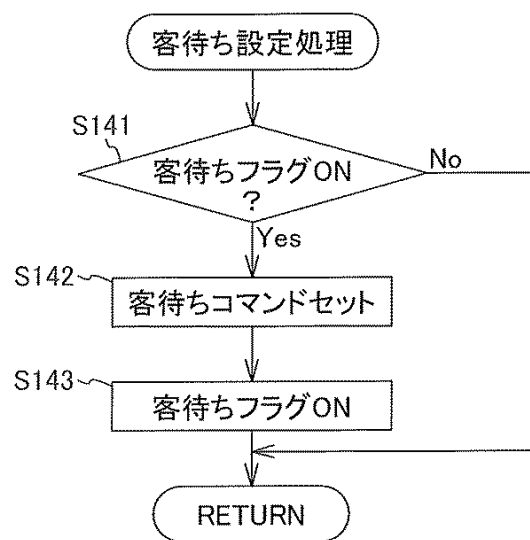 客待ち設定処理
S141
客待ちフラグON
?
No
Yes
S142
客待ちコマンドセット
S143
客待ちフラグON
RETURN